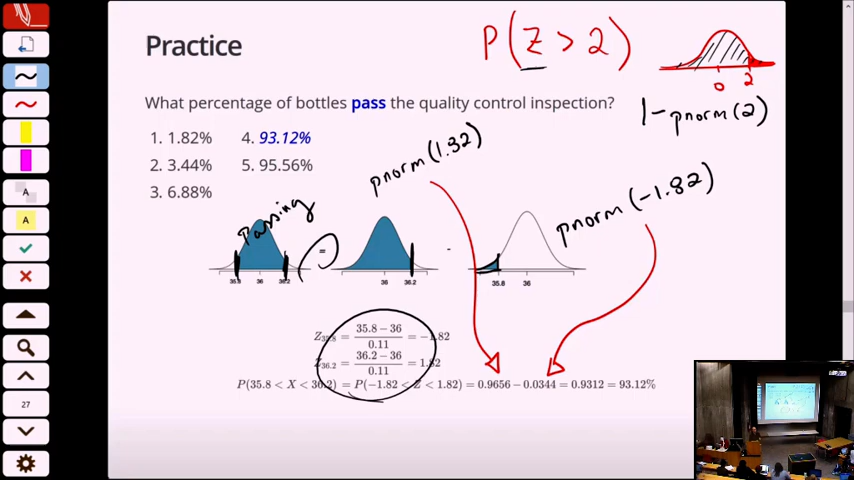 Practice
P(Z > 2)
0 2
1-pnorm(2)
What percentage of bottles pass the quality control inspection?
1. 1.82%
2. 3.44%
3. 6.88%
4. 93.12%
5. 95.56%
pnorm(1.32)
pnorm(-1.82)
Passing
35.8 36 36.2
=
36 36.2
-
35.8 36
Z35.8 = 35.8 − 36 / 0.11 = −1.82
Z36.2 = 36.2 − 36 / 0.11 = 1.82
P(35.8 < X < 36.2) = P(−1.82 < Z < 1.82) = 0.9656 − 0.0344 = 0.9312 = 93.12%
A
A
27